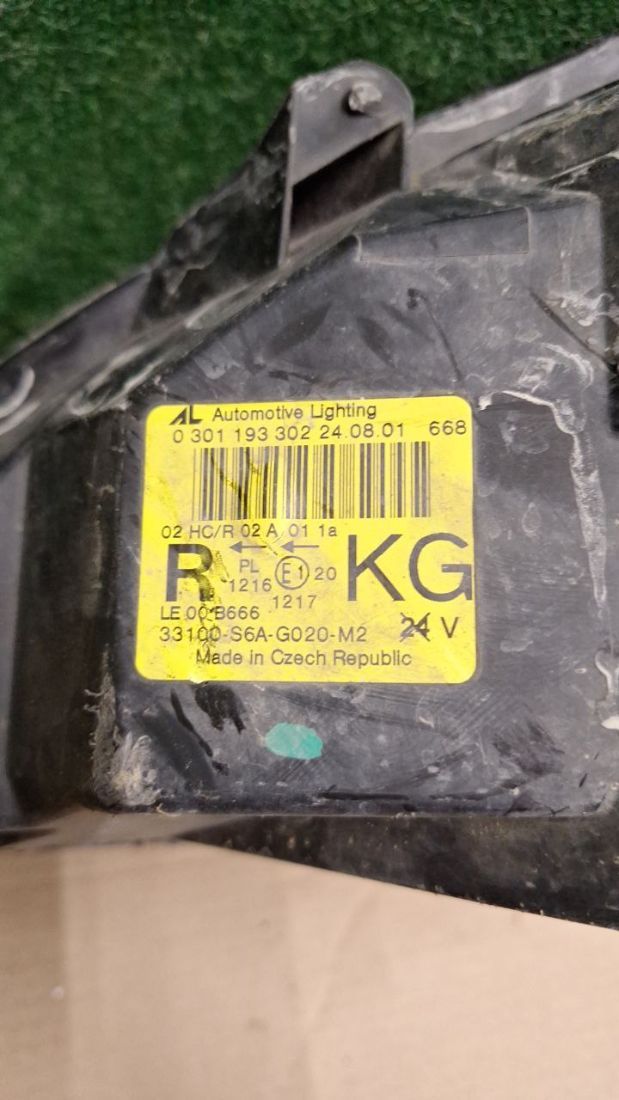 AL Automotive Lighting
0 301 193 302 24.08.01 668
02 HC/R 02 A 01 1a
R PL E1 20 KG
1216
1217
LE 00 B666
33100-S6A-G020-M2 24 V
Made in Czech Republic